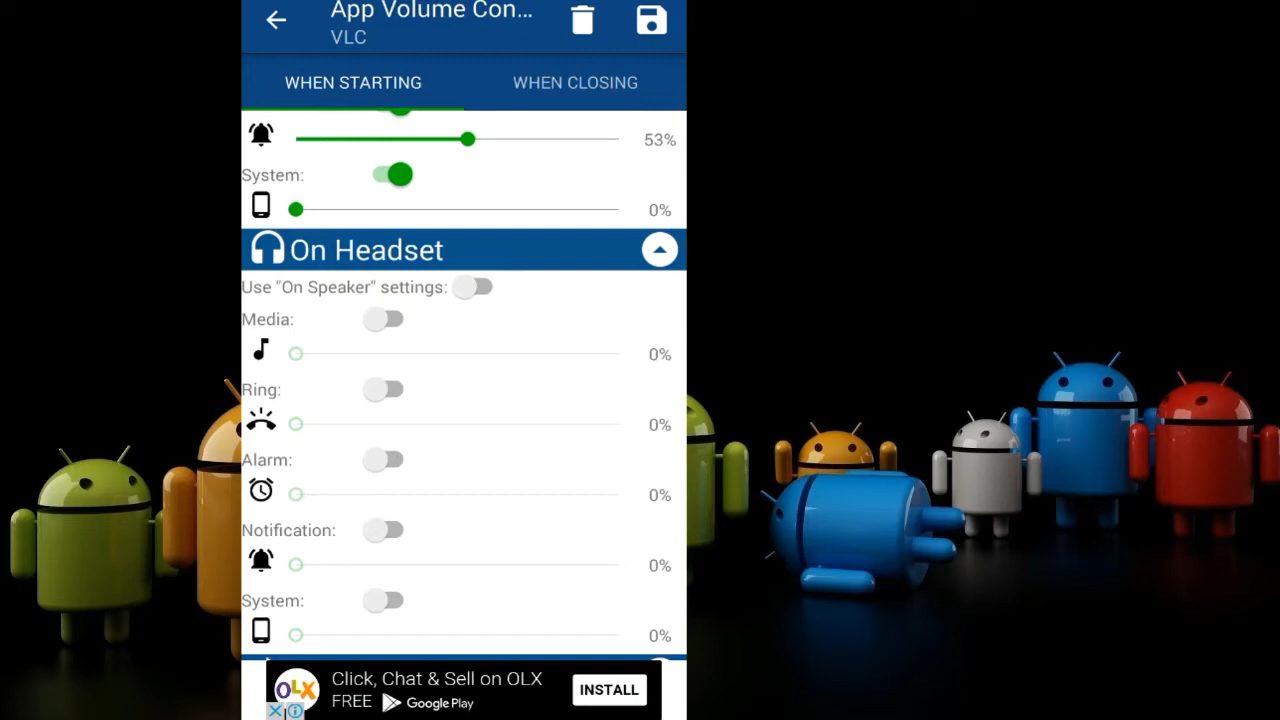 App Volume Con...
VLC
WHEN STARTING WHEN CLOSING
53%
System:
0%
On Headset
Use "On Speaker" settings:
Media:
0%
Ring:
0%
Alarm:
0%
Notification:
0%
System:
0%
Click, Chat & Sell on OLX
OLX
FREE Google Play
INSTALL